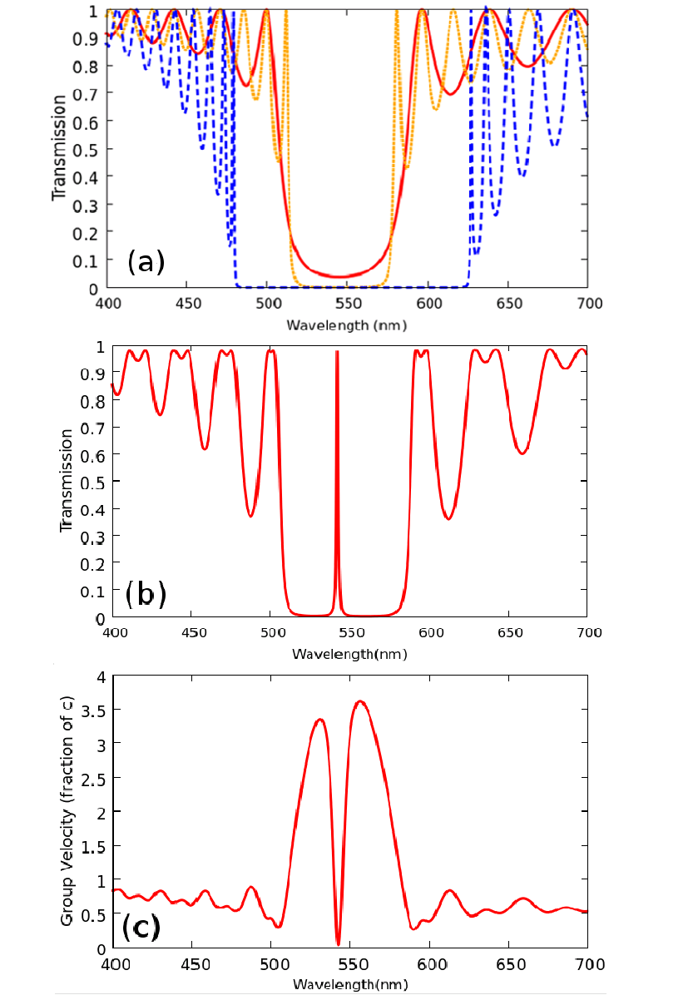 1
0.9
0.8
0.7
0.6
0.5
0.4
0.3
0.2
0.1
0
Transmission
(a)
400 450 500 550 600 650 700
Wavelength (nm)
1
0.9
0.8
0.7
0.6
0.5
0.4
0.3
0.2
0.1
0
Transmission
(b)
400 450 500 550 600 650 700
Wavelength(nm)
4
3.5
3
2.5
2
1.5
1
0.5
0
Group Velocity (fraction of c)
(c)
400 450 500 550 600 650 700
Wavelength(nm)